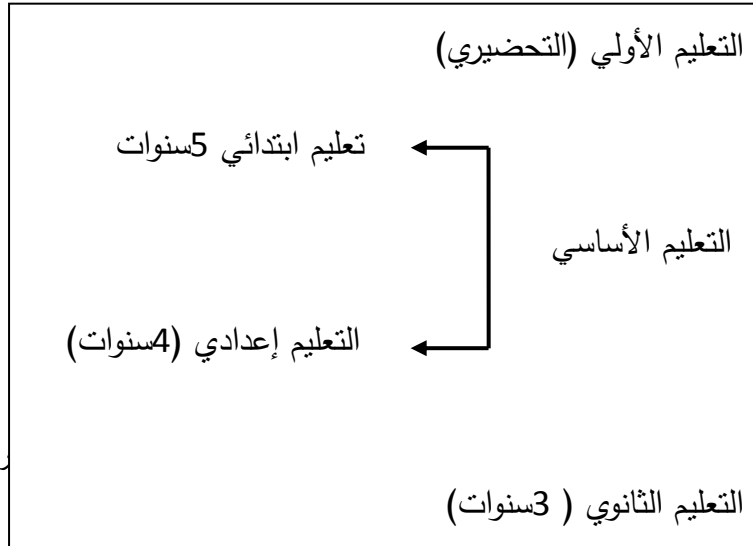 التعليم الأولي (التحضيري)
تعليم ابتدائي 5سنوات
التعليم الأساسي
التعليم إعدادي (4سنوات)
التعليم الثانوي ( 3سنوات)